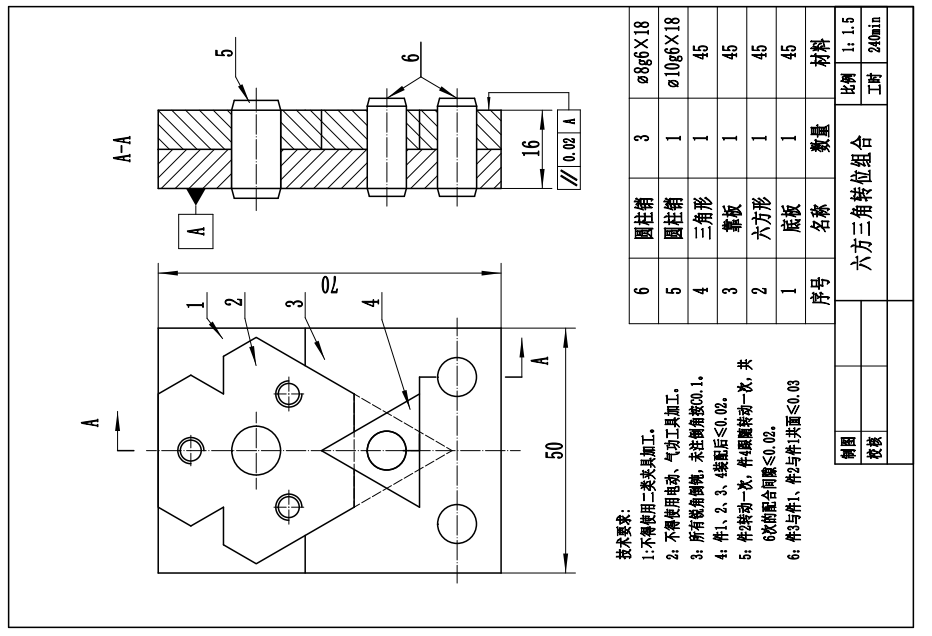 A-A
5
6
A
16
// 0.02 A
70
50
A
A
1
2
3
4
技术要求:
1:不得使用二类夹具加工。
2: 不得使用电动、气动工具加工。
3: 所有锐角倒钝,未注倒角按C0.1。
4: 件1、2、3、4装配后≤0.02。
5: 件2转动一次,件4跟随转动一次,共
6次的配合间隙≤0.02。
6: 件3与件1、件2与件1共面≤0.03
6 圆柱销 3 ø8g6×18
5 圆柱销 1 ø10g6×18
4 三角形 1 45
3 靠板 1 45
2 六方形 1 45
1 底板 1 45
序号 名称 数量 材料
制图 六方三角转位组合 比例 1: 1.5
校核 工时 240min